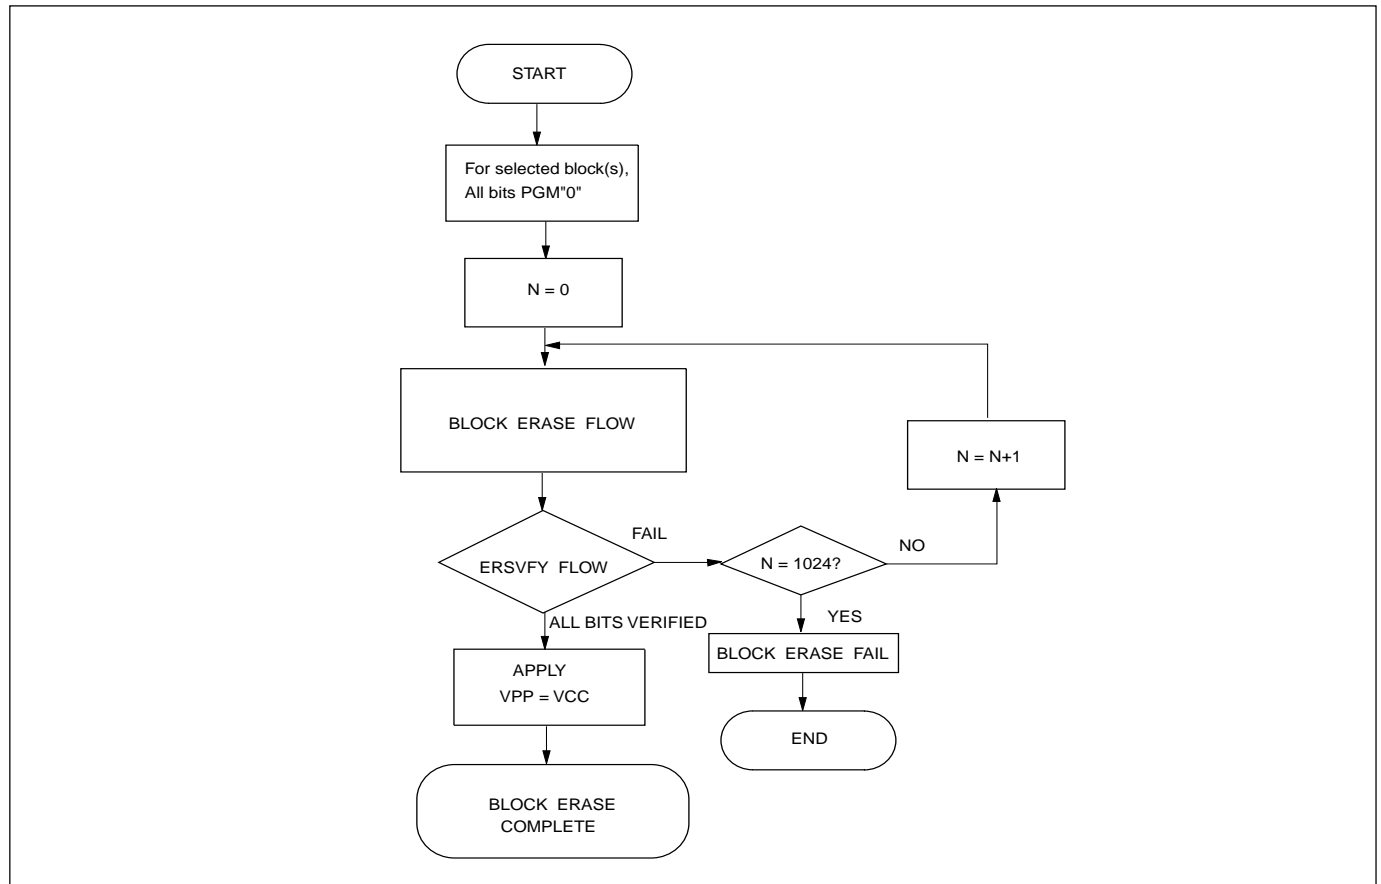 START
For selected block(s),
All bits PGM"0"
N = 0
BLOCK ERASE FLOW
N = N+1
FAIL
ERSVFY FLOW
N = 1024?
NO
ALL BITS VERIFIED
YES
APPLY
VPP = VCC
BLOCK ERASE FAIL
END
BLOCK ERASE
COMPLETE